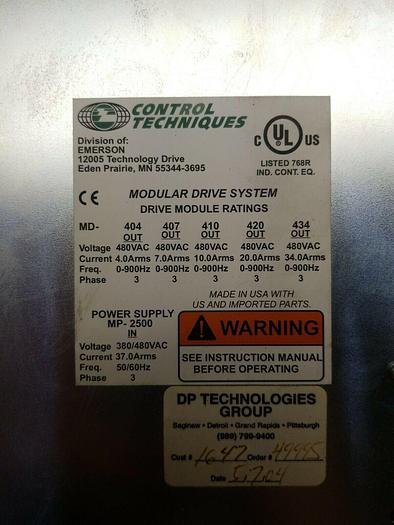 CONTROL
TECHNIQUES
Division of:
EMERSON
12005 Technology Drive
Eden Prairie, MN 55344-3695
C UL US
LISTED 768R
IND. CONT. EQ.
CE
MODULAR DRIVE SYSTEM
DRIVE MODULE RATINGS
MD- 404 407 410 420 434
OUT OUT OUT OUT OUT
Voltage 480VAC 480VAC 480VAC 480VAC 480VAC
Current 4.0Arms 7.0Arms 10.0Arms 20.0Arms 34.0Arms
Freq. 0-900Hz 0-900Hz 0-900Hz 0-900Hz 0-900Hz
Phase 3 3 3 3 3
MADE IN USA WITH
US AND IMPORTED PARTS.
POWER SUPPLY
MP- 2500
IN
Voltage 380/480VAC
Current 37.0Arms
Freq. 50/60Hz
Phase 3
WARNING
SEE INSTRUCTION MANUAL
BEFORE OPERATING
DP TECHNOLOGIES
GROUP
Saginaw • Detroit • Grand Rapids • Pittsburgh
(989) 799-9400
Cust # 1647 Order # 49995
Date 5.7.04